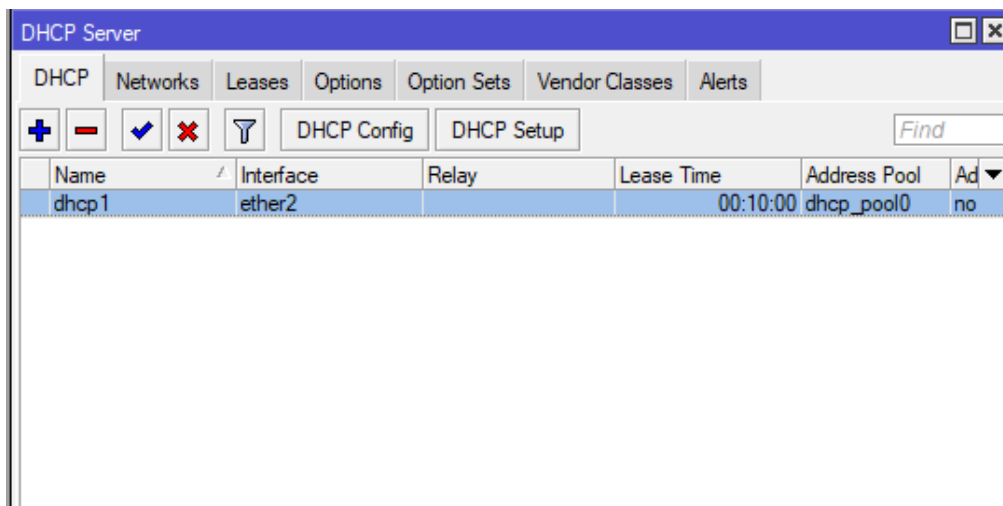 DHCP Server
DHCP Networks Leases Options Option Sets Vendor Classes Alerts
DHCP Config DHCP Setup Find
Name Interface Relay Lease Time Address Pool Ad
dhcp1 ether2 00:10:00 dhcp_pool0 no